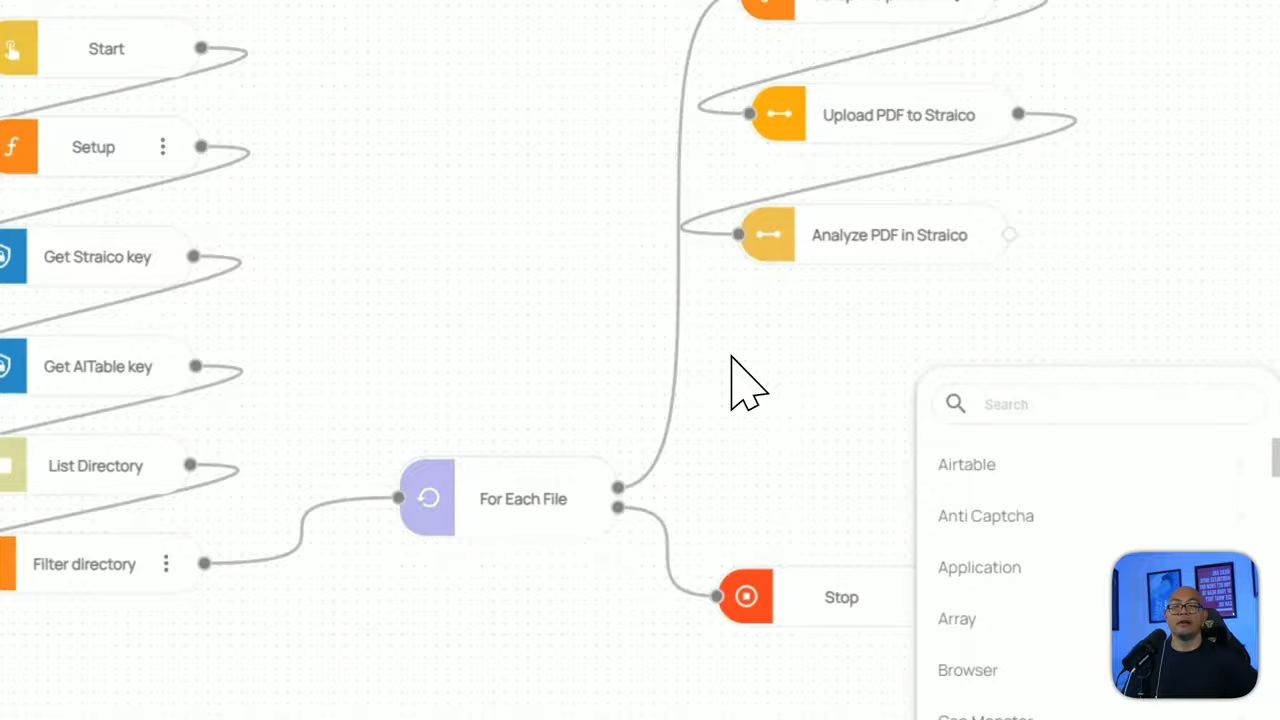 Start
Setup
Get Straico key
Get AITable key
List Directory
Filter directory
For Each File
Upload PDF to Straico
Analyze PDF in Straico
Stop
Search
Airtable
Anti Captcha
Application
Array
Browser